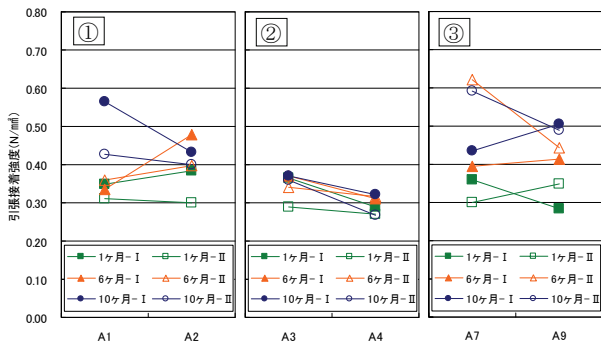 引張接着強度(N/㎟)
0.80
0.70
0.60
0.50
0.40
0.30
0.20
0.10
0.00
①
1ヶ月-Ⅰ 1ヶ月-Ⅱ
6ヶ月-Ⅰ 6ヶ月-Ⅱ
10ヶ月-Ⅰ 10ヶ月-Ⅱ
A1 A2
②
1ヶ月-Ⅰ 1ヶ月-Ⅱ
6ヶ月-Ⅰ 6ヶ月-Ⅱ
10ヶ月-Ⅰ 10ヶ月-Ⅱ
A3 A4
③
1ヶ月-Ⅰ 1ヶ月-Ⅱ
6ヶ月-Ⅰ 6ヶ月-Ⅱ
10ヶ月-Ⅰ 10ヶ月-Ⅱ
A7 A9